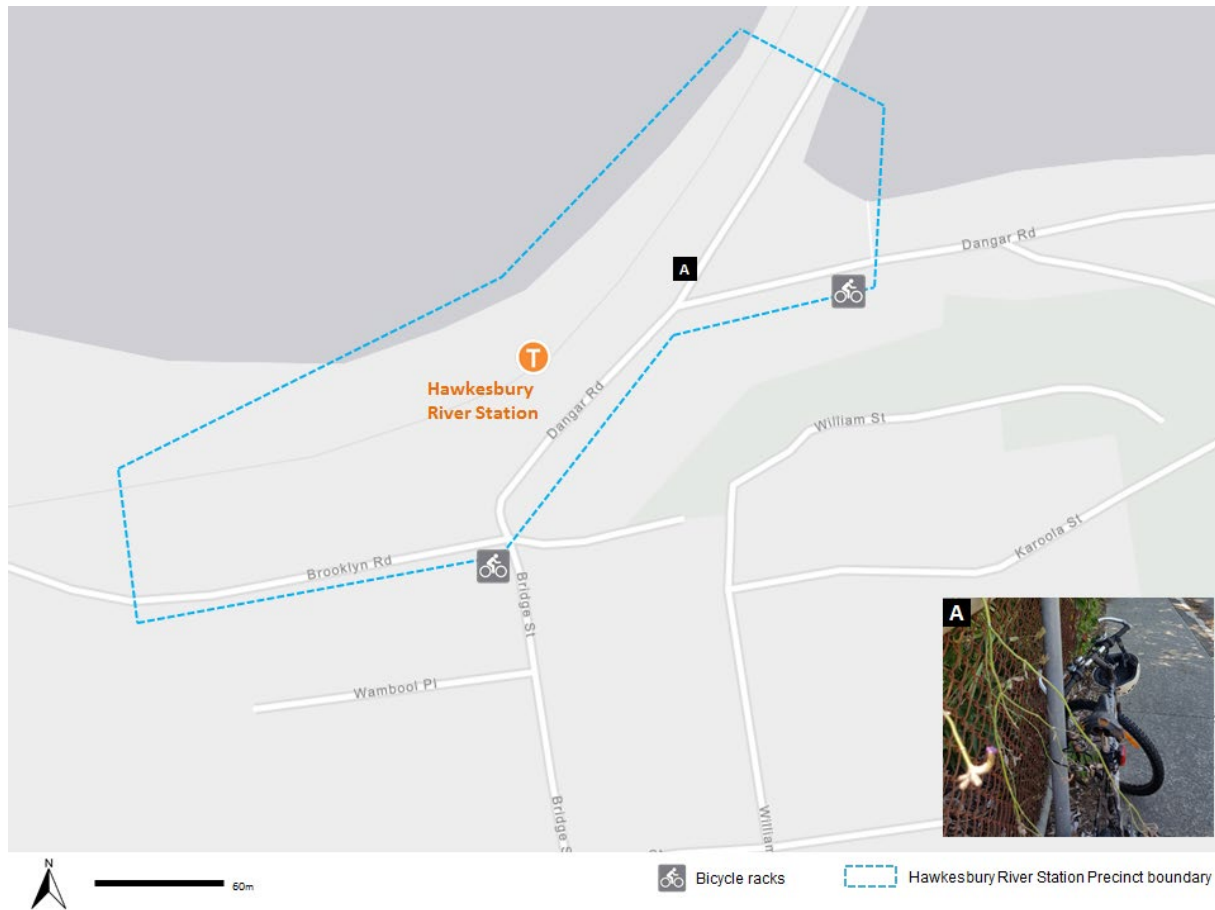 A
Dangar Rd
T
Hawkesbury
River Station
Dangar Rd
William St
Karoola St
Brooklyn Rd
Bridge St
Wambool Pl
A
Bridge S
William
N
60m
Bicycle racks
Hawkesbury River Station Precinct boundary